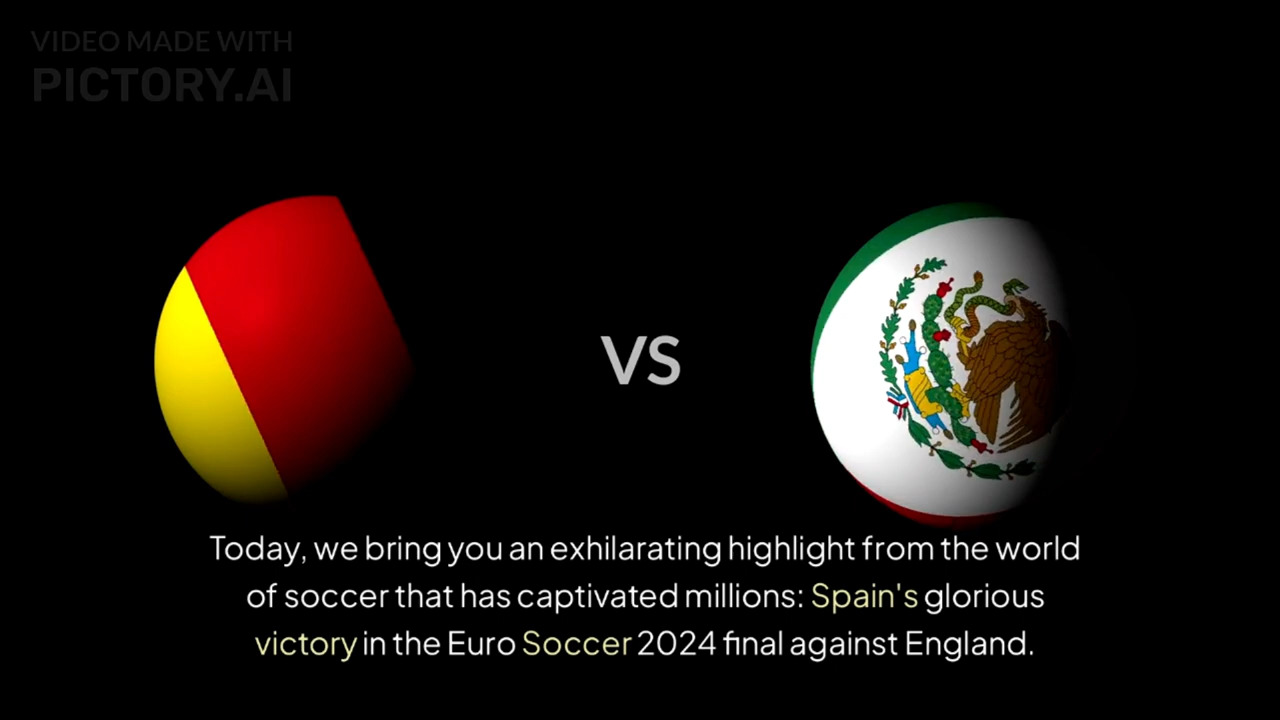 VIDEO MADE WITH
PICTORY.AI
VS
Today, we bring you an exhilarating highlight from the world
of soccer that has captivated millions: Spain's glorious
victory in the Euro Soccer 2024 final against England.